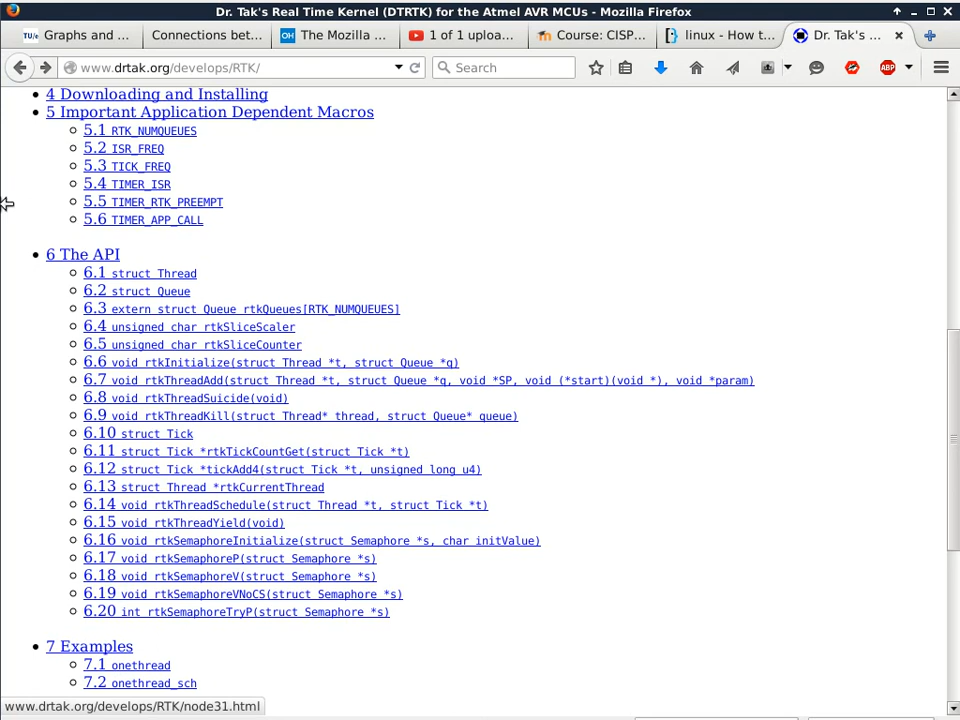 Dr. Tak's Real Time Kernel (DTRTK) for the Atmel AVR MCUs - Mozilla Firefox
TU/e Graphs and ... Connections bet... OH The Mozilla ... 1 of 1 uploa... Course: CISP... linux - How t... Dr. Tak's ...
www.drtak.org/develops/RTK/ Search ABP
4 Downloading and Installing
5 Important Application Dependent Macros
5.1 RTK_NUMQUEUES
5.2 ISR_FREQ
5.3 TICK_FREQ
5.4 TIMER_ISR
5.5 TIMER_RTK_PREEMPT
5.6 TIMER_APP_CALL
6 The API
6.1 struct Thread
6.2 struct Queue
6.3 extern struct Queue rtkQueues[RTK_NUMQUEUES]
6.4 unsigned char rtkSliceScaler
6.5 unsigned char rtkSliceCounter
6.6 void rtkInitialize(struct Thread *t, struct Queue *q)
6.7 void rtkThreadAdd(struct Thread *t, struct Queue *q, void *SP, void (*start)(void *), void *param)
6.8 void rtkThreadSuicide(void)
6.9 void rtkThreadKill(struct Thread* thread, struct Queue* queue)
6.10 struct Tick
6.11 struct Tick *rtkTickCountGet(struct Tick *t)
6.12 struct Tick *tickAdd4(struct Tick *t, unsigned long u4)
6.13 struct Thread *rtkCurrentThread
6.14 void rtkThreadSchedule(struct Thread *t, struct Tick *t)
6.15 void rtkThreadYield(void)
6.16 void rtkSemaphoreInitialize(struct Semaphore *s, char initValue)
6.17 void rtkSemaphoreP(struct Semaphore *s)
6.18 void rtkSemaphoreV(struct Semaphore *s)
6.19 void rtkSemaphoreVNoCS(struct Semaphore *s)
6.20 int rtkSemaphoreTryP(struct Semaphore *s)
7 Examples
7.1 onethread
7.2 onethread_sch
www.drtak.org/develops/RTK/node31.html